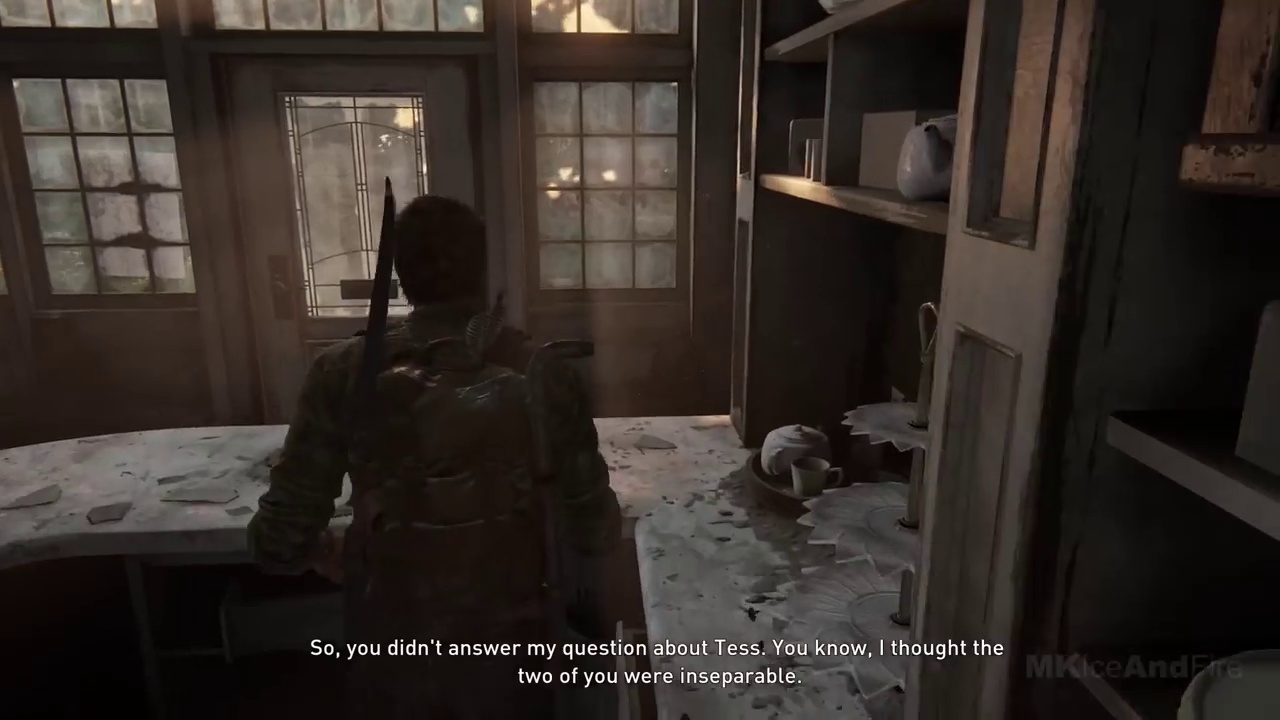 So, you didn't answer my question about Tess. You know, I thought the
two of you were inseparable.
MKIceAndFire